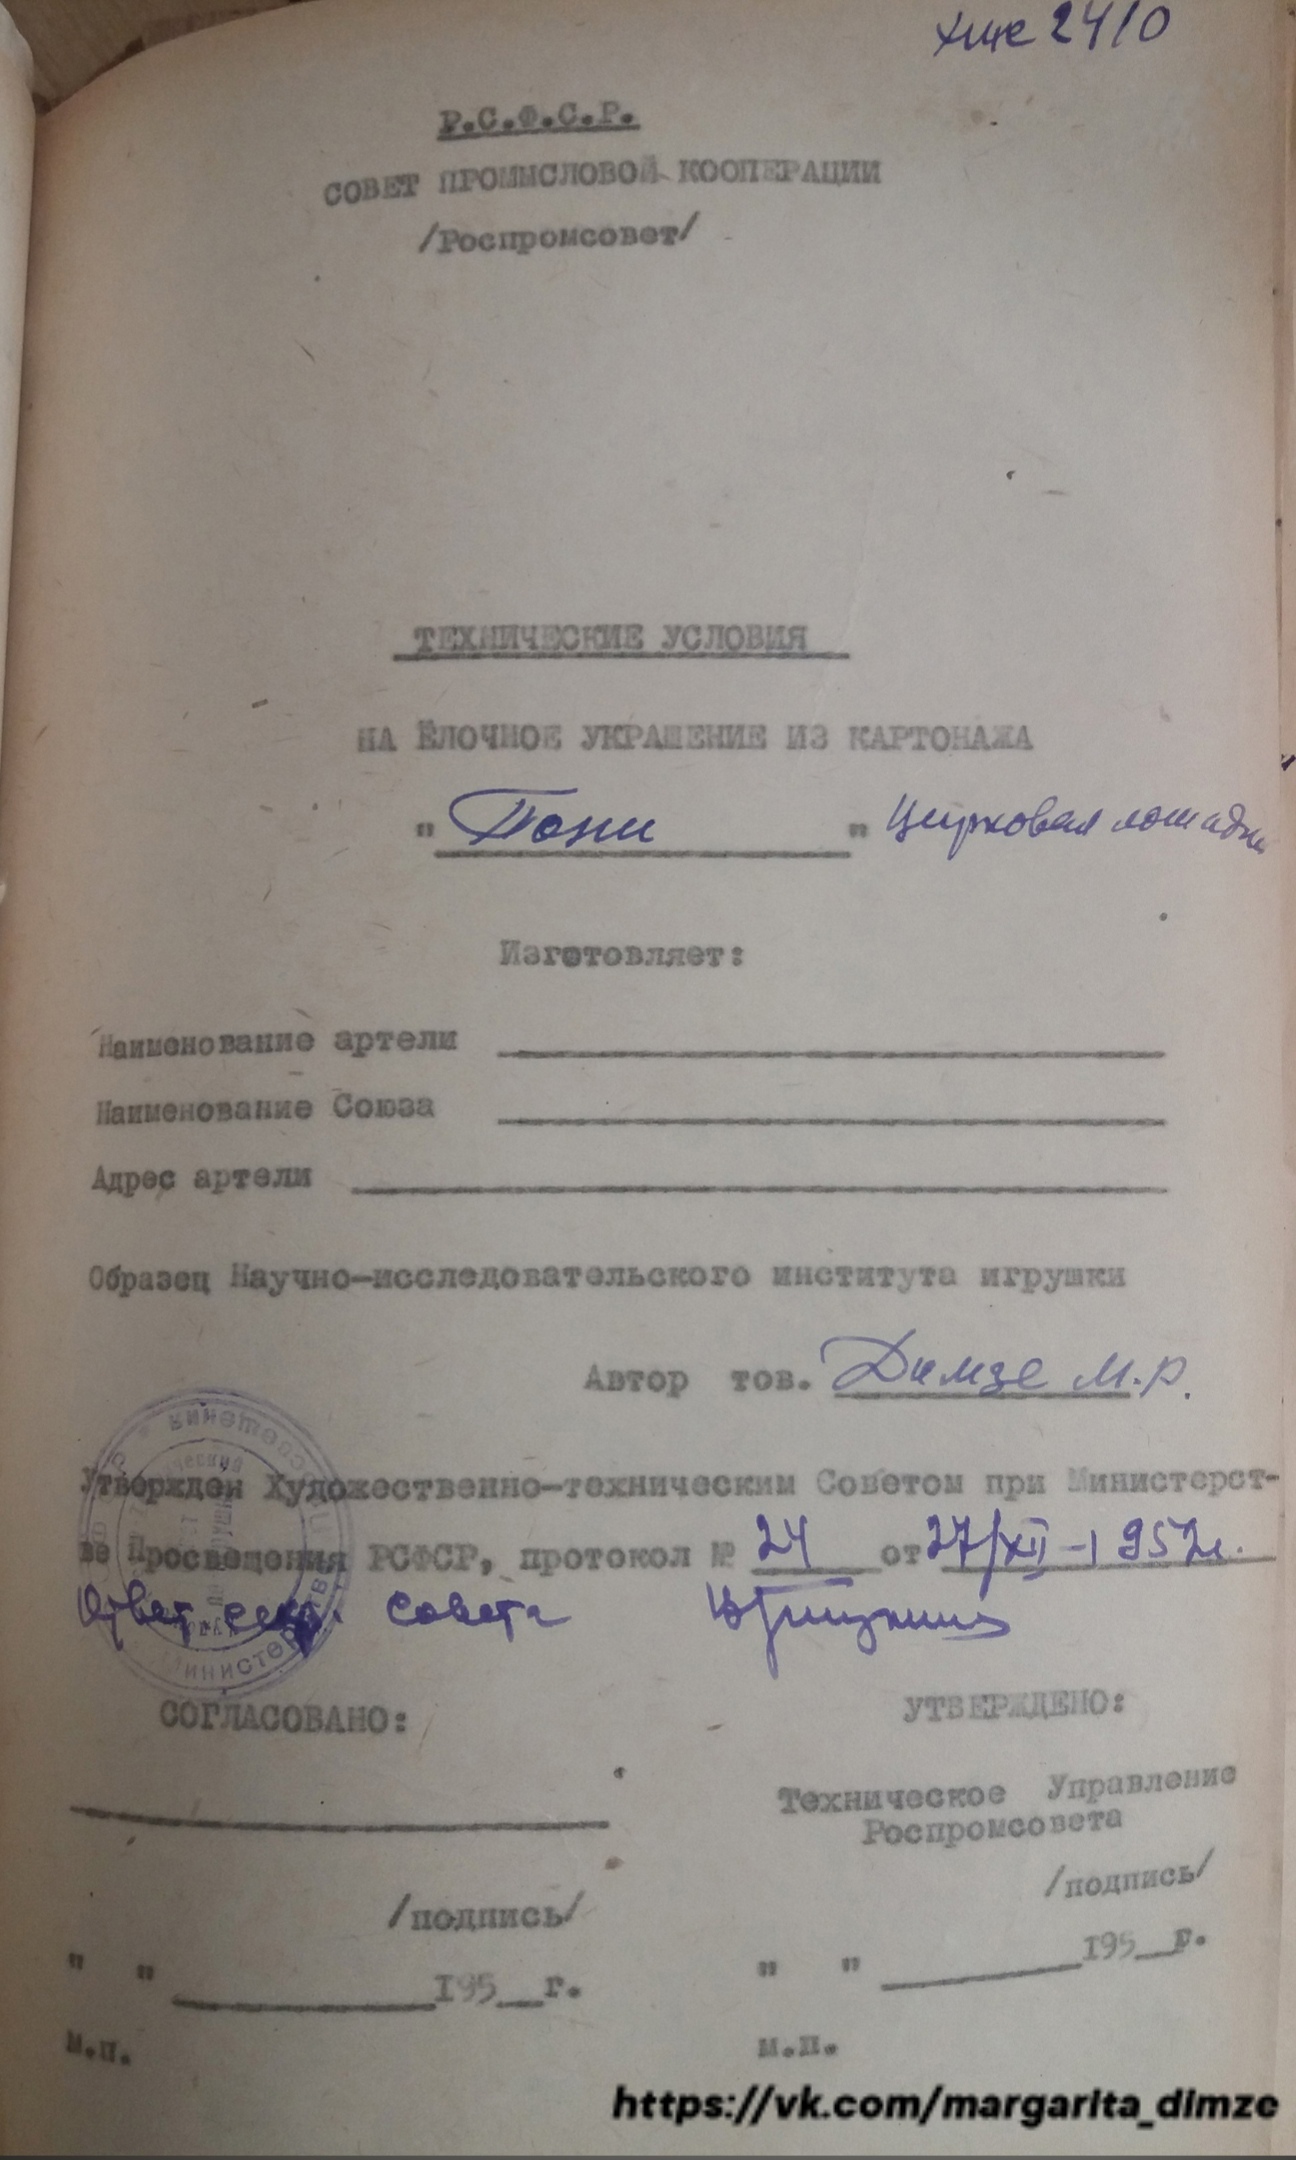 хще 2410
Р.С.Ф.С.Р.
СОВЕТ ПРОМЫСЛОВОЙ КООПЕРАЦИИ
/Роспромсовет/
ТЕХНИЧЕСКИЕ УСЛОВИЯ
НА ЁЛОЧНОЕ УКРАШЕНИЕ ИЗ КАРТОНАЖА
"Пони" Цирковая лошадка
Изготовляет:
Наименование артели
Наименование Союза
Адрес артели
Образец Научно-исследовательского института игрушки
Автор тов. Димзе М.Р.
Утвержден Художественно-техническим Советом при Министерст-
ве Просвещения РСФСР, протокол № 24 от 27/XII-1952г.
Ответ. секр. совета
СОГЛАСОВАНО:
УТВЕРЖДЕНО:
Техническое Управление
Роспромсовета
/подпись/
/подпись/
" " 195 г.
" " 195 г.
м.п.
м.п.
https://vk.com/margarita_dimze